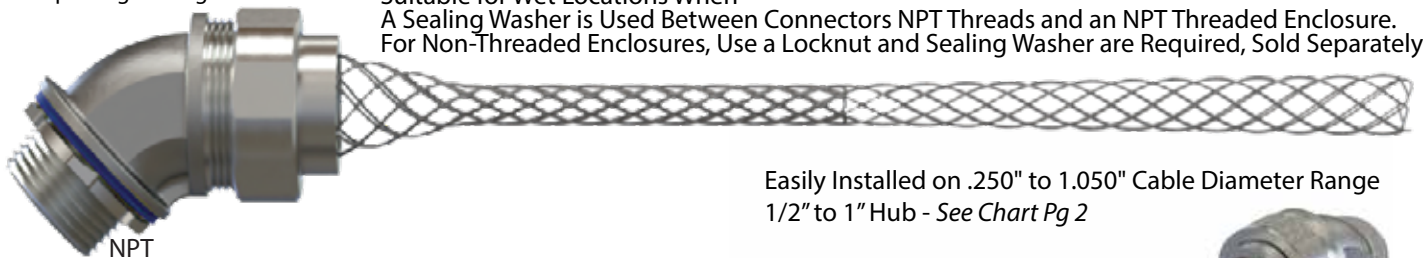 Suitable for Wet Locations When
A Sealing Washer is Used Between Connectors NPT Threads and an NPT Threaded Enclosure.
For Non-Threaded Enclosures, Use a Locknut and Sealing Washer are Required, Sold Separately
Easily Installed on .250" to 1.050" Cable Diameter Range
1/2” to 1” Hub - See Chart Pg 2
NPT